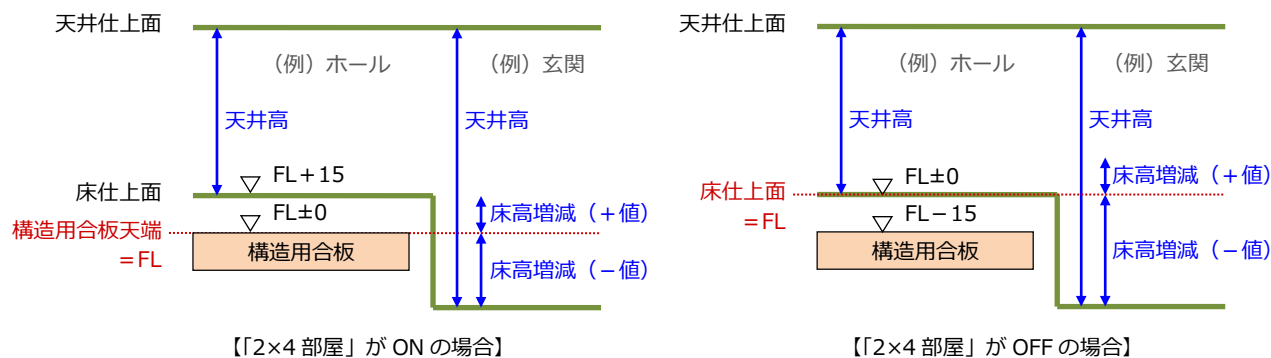 天井仕上面
（例）ホール
（例）玄関
天井高
天井高
床仕上面
FL＋15
FL±0
構造用合板天端
＝FL
構造用合板
床高増減（＋値）
床高増減（－値）
【「2×4 部屋」が ON の場合】
天井仕上面
（例）ホール
（例）玄関
天井高
天井高
床仕上面
＝FL
FL±0
FL－15
構造用合板
床高増減（＋値）
床高増減（－値）
【「2×4 部屋」が OFF の場合】